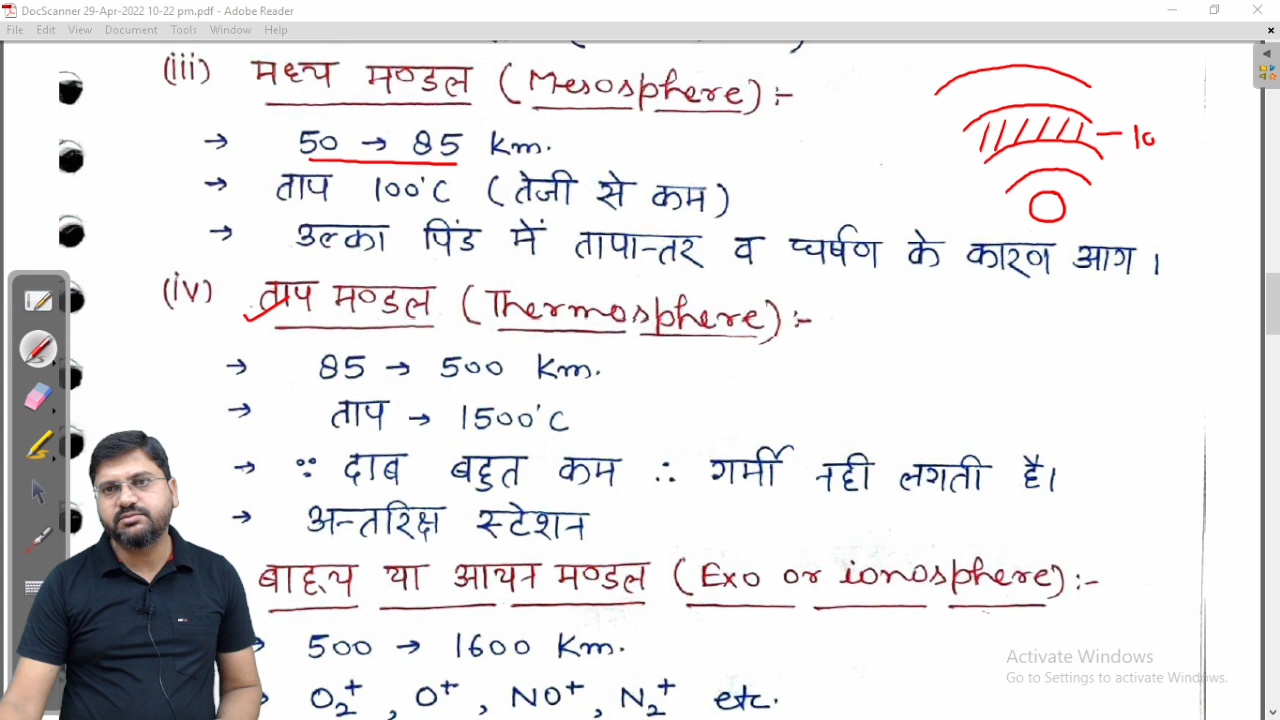 DocScanner 29-Apr-2022 10-22 pm.pdf - Adobe Reader
File Edit View Document Tools Window Help
(iii) मध्य मण्डल (Mesosphere) :-
→ 50 → 85 Km.
→ ताप 100°C (तेजी से कम)
→ उल्का पिंड में तापान्तर व घर्षण के कारण आग।
10
(iv) ताप मण्डल (Thermosphere) :-
→ 85 → 500 Km.
→ ताप → 1500°C
→ ∵ दाब बहुत कम ∴ गर्मी नही लगती है।
→ अन्तरिक्ष स्टेशन
बाह्य या आयन मण्डल (Exo or ionosphere) :-
500 → 1600 Km.
O₂⁺, O⁺, NO⁺, N₂⁺ etc.
Activate Windows
Go to Settings to activate Windows.